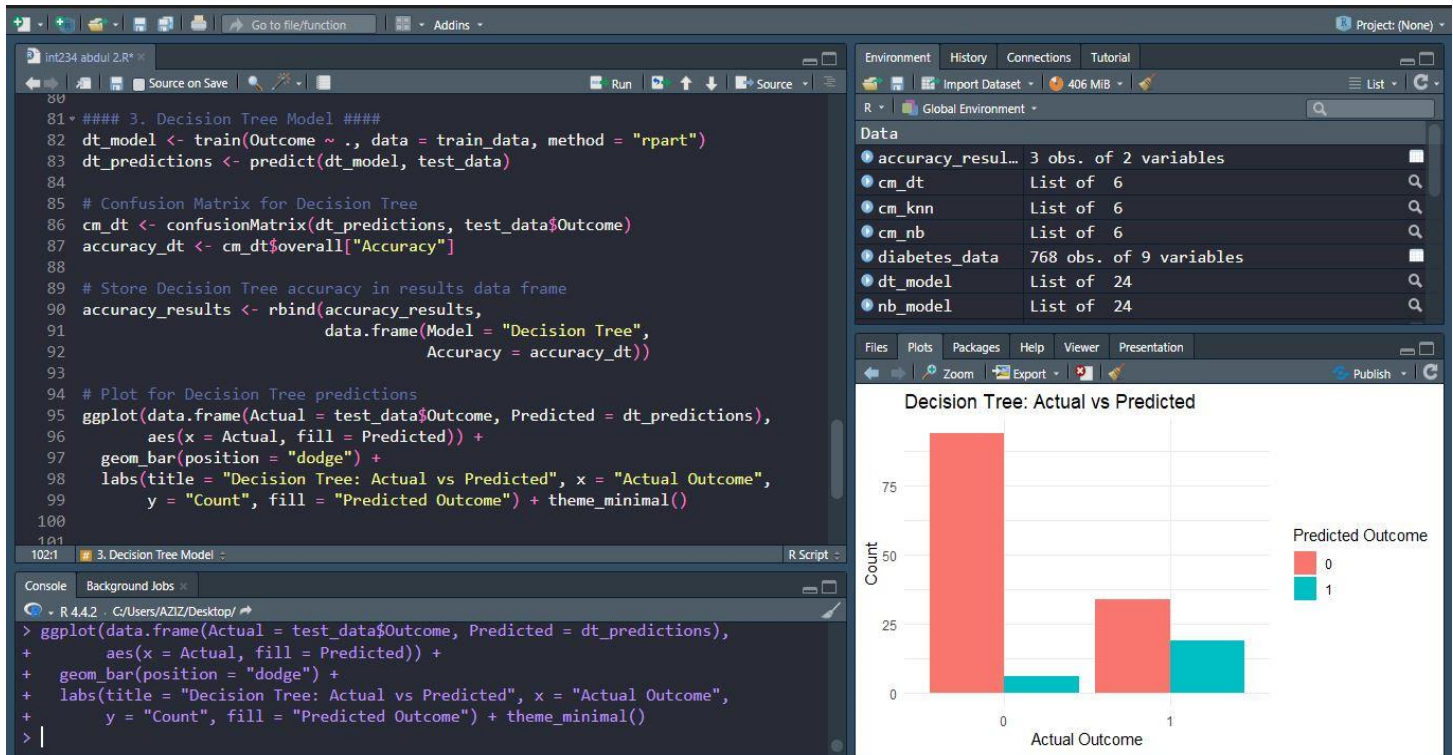 Go to file/function
Addins
Project: (None)
int234 abdul 2.R*
Source on Save
Run
Source
80
81 #### 3. Decision Tree Model ####
82 dt_model <- train(Outcome ~ ., data = train_data, method = "rpart")
83 dt_predictions <- predict(dt_model, test_data)
84
85 # Confusion Matrix for Decision Tree
86 cm_dt <- confusionMatrix(dt_predictions, test_data$Outcome)
87 accuracy_dt <- cm_dt$overall["Accuracy"]
88
89 # Store Decision Tree accuracy in results data frame
90 accuracy_results <- rbind(accuracy_results,
91 data.frame(Model = "Decision Tree",
92 Accuracy = accuracy_dt))
93
94 # Plot for Decision Tree predictions
95 ggplot(data.frame(Actual = test_data$Outcome, Predicted = dt_predictions),
96 aes(x = Actual, fill = Predicted)) +
97 geom_bar(position = "dodge") +
98 labs(title = "Decision Tree: Actual vs Predicted", x = "Actual Outcome",
99 y = "Count", fill = "Predicted Outcome") + theme_minimal()
100
101
102:1 # 3. Decision Tree Model R Script
Console Background Jobs
R 4.4.2 · C:/Users/AZIZ/Desktop/
> ggplot(data.frame(Actual = test_data$Outcome, Predicted = dt_predictions),
+ aes(x = Actual, fill = Predicted)) +
+ geom_bar(position = "dodge") +
+ labs(title = "Decision Tree: Actual vs Predicted", x = "Actual Outcome",
+ y = "Count", fill = "Predicted Outcome") + theme_minimal()
>
Environment History Connections Tutorial
Import Dataset 406 MiB List
R Global Environment
Data
accuracy_resul… 3 obs. of 2 variables
cm_dt List of 6
cm_knn List of 6
cm_nb List of 6
diabetes_data 768 obs. of 9 variables
dt_model List of 24
nb_model List of 24
Files Plots Packages Help Viewer Presentation
Zoom Export Publish
Decision Tree: Actual vs Predicted
75
50
25
0
Count
0 1
Actual Outcome
Predicted Outcome
0
1